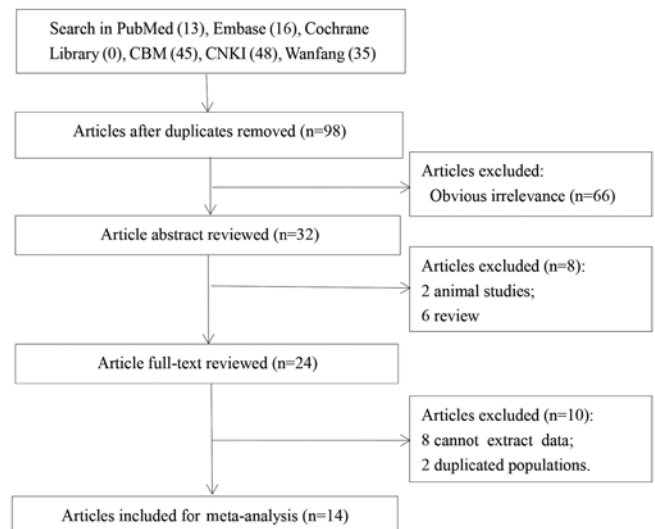 Search in PubMed (13), Embase (16), Cochrane
Library (0), CBM (45), CNKI (48), Wanfang (35)
Articles after duplicates removed (n=98)
Articles excluded:
Obvious irrelevance (n=66)
Article abstract reviewed (n=32)
Articles excluded (n=8):
2 animal studies;
6 review
Article full-text reviewed (n=24)
Articles excluded (n=10):
8 cannot extract data;
2 duplicated populations.
Articles included for meta-analysis (n=14)